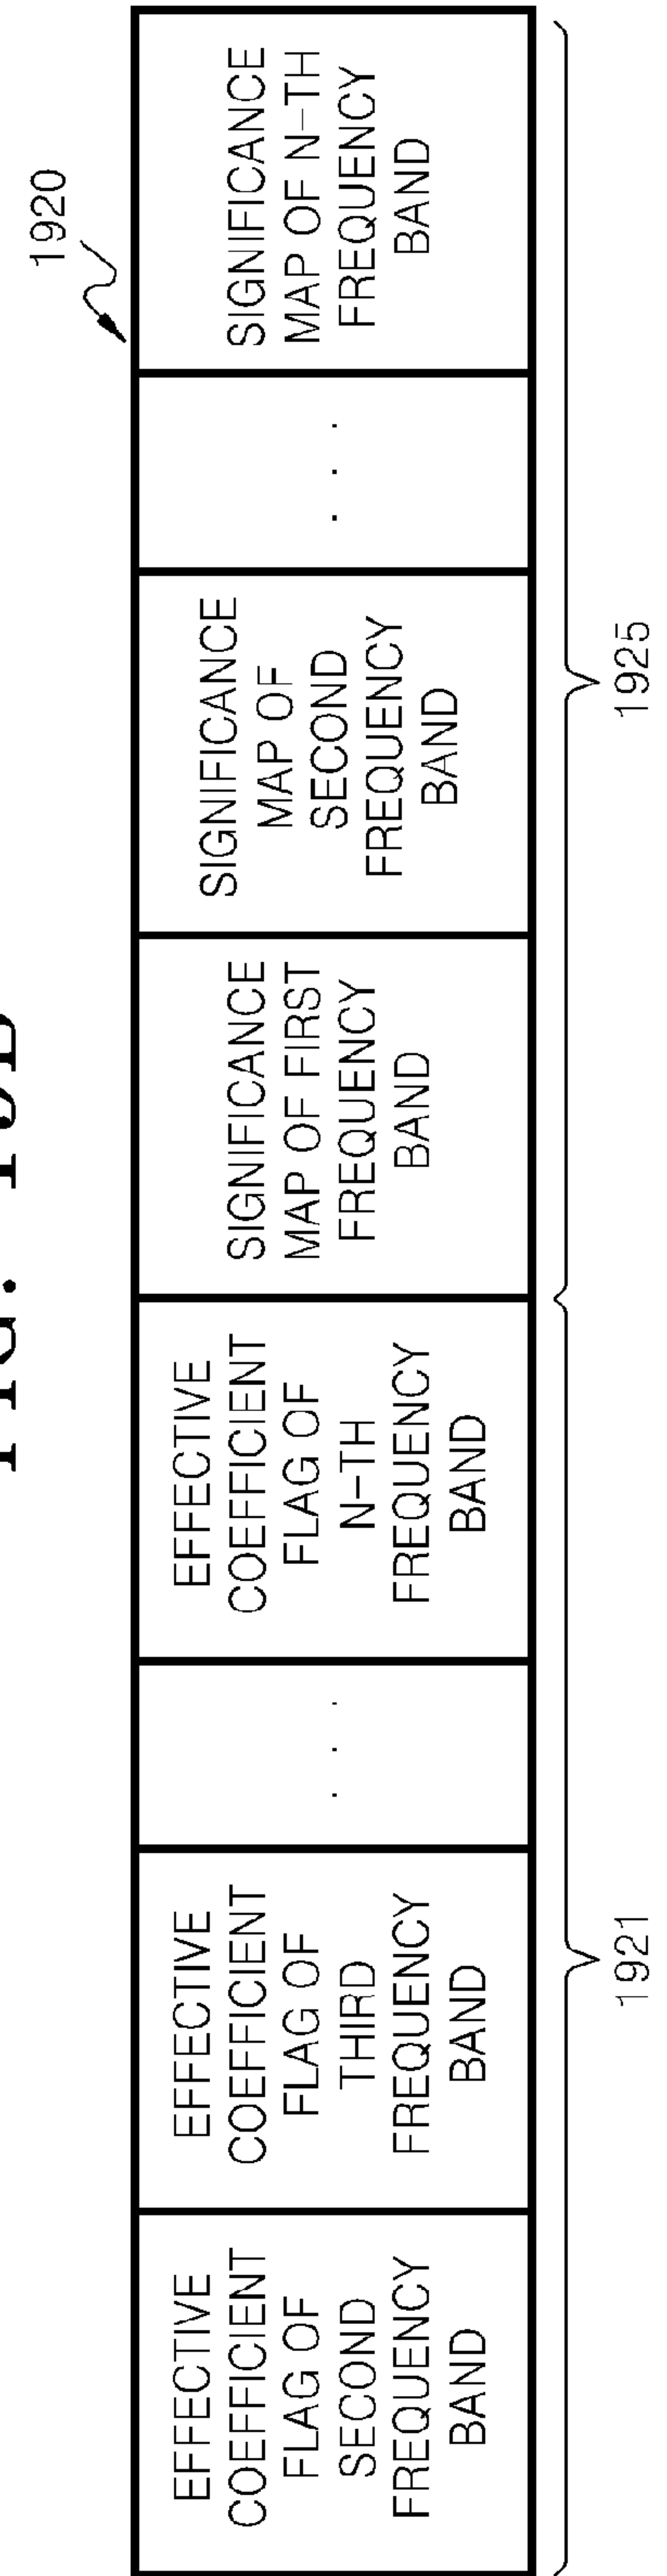 1920
EFFECTIVE
COEFFICIENT
FLAG OF
SECOND
FREQUENCY
BAND
EFFECTIVE
COEFFICIENT
FLAG OF
THIRD
FREQUENCY
BAND
. . .
EFFECTIVE
COEFFICIENT
FLAG OF
N-TH
FREQUENCY
BAND
SIGNIFICANCE
MAP OF FIRST
FREQUENCY
BAND
SIGNIFICANCE
MAP OF
SECOND
FREQUENCY
BAND
. . .
SIGNIFICANCE
MAP OF N-TH
FREQUENCY
BAND
1921
1925